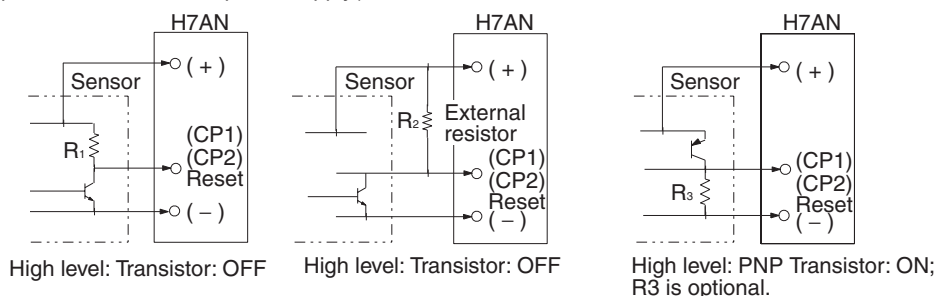 H7AN
( + )
Sensor
R1
(CP1)
(CP2)
Reset
( − )
High level: Transistor: OFF
H7AN
( + )
Sensor
R2
External
resistor
(CP1)
(CP2)
Reset
( − )
High level: Transistor: OFF
H7AN
( + )
Sensor
(CP1)
(CP2)
R3
Reset
( − )
High level: PNP Transistor: ON;
R3 is optional.